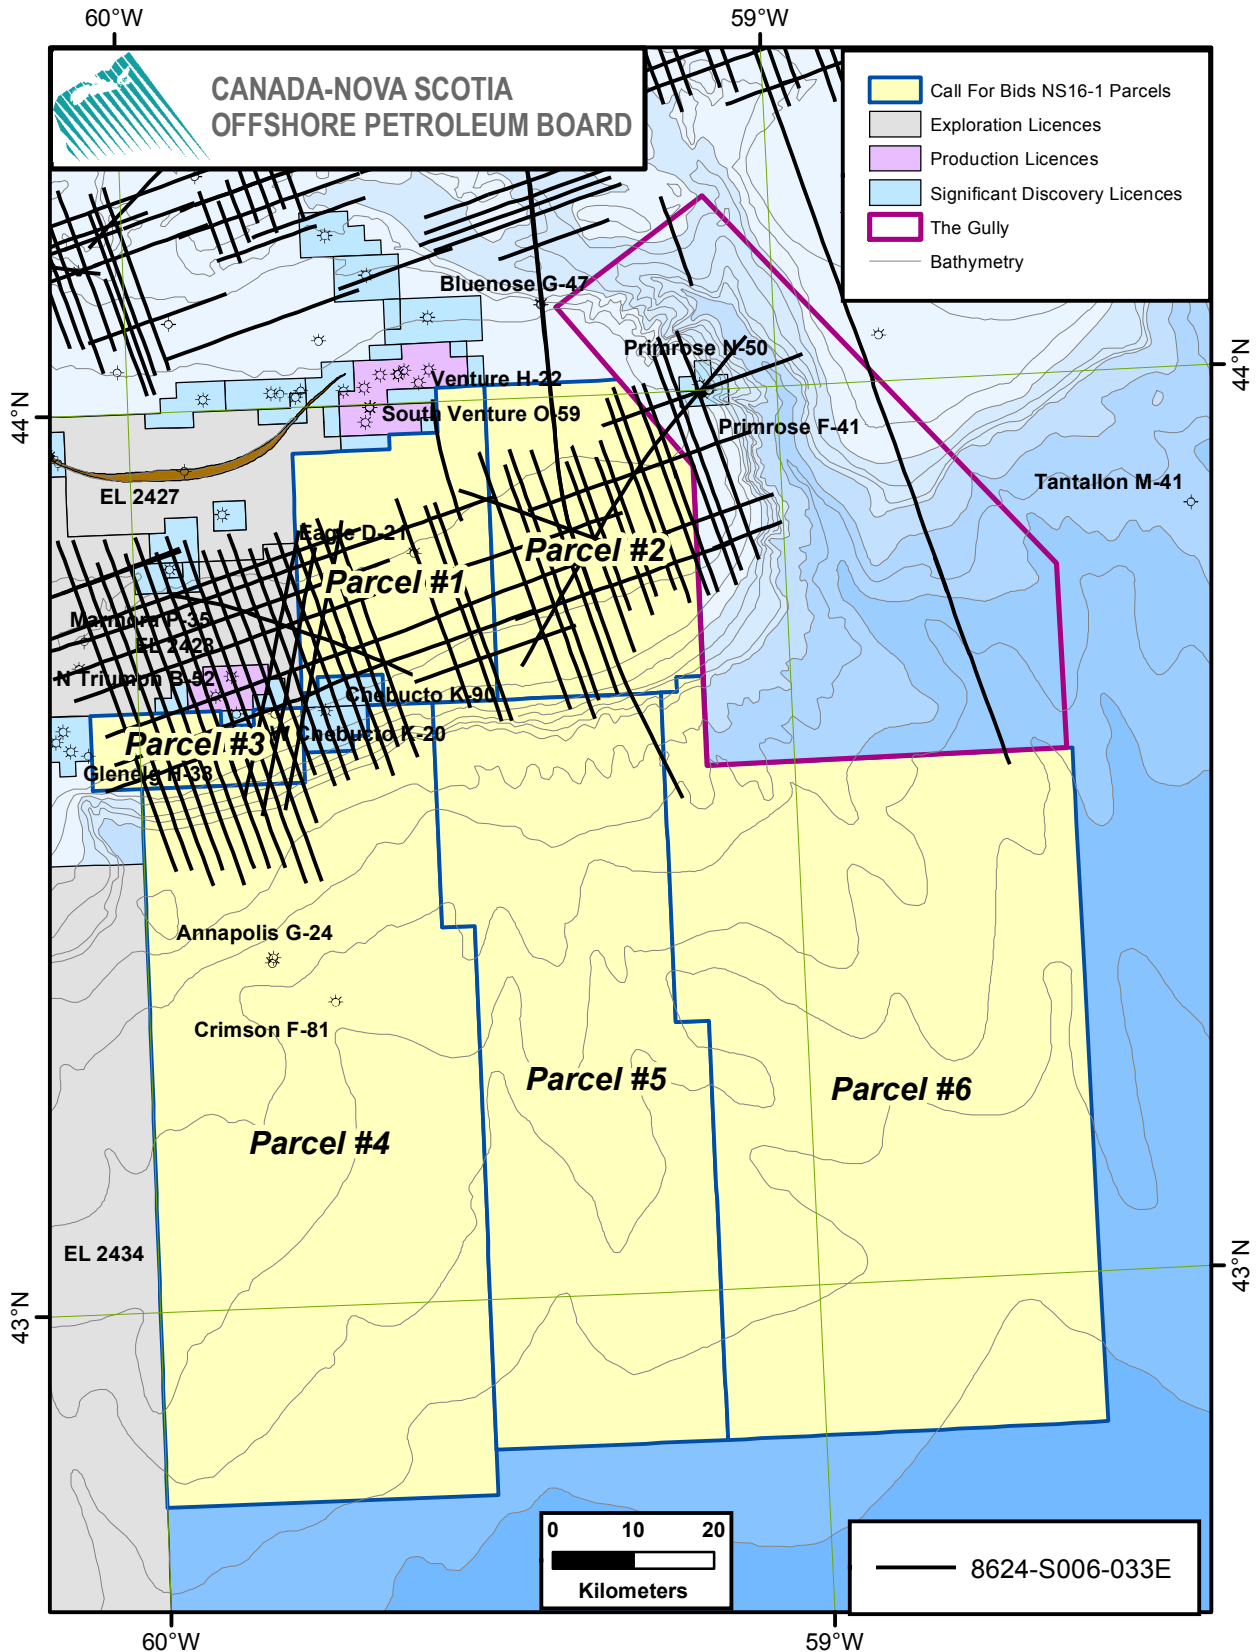 60°W
59°W
CANADA-NOVA SCOTIA
OFFSHORE PETROLEUM BOARD
Call For Bids NS16-1 Parcels
Exploration Licences
Production Licences
Significant Discovery Licences
The Gully
Bathymetry
Bluenose G-47
Primrose N-50
44°N
44°N
Venture H-22
South Venture O-59
Primrose F-41
Tantallon M-41
EL 2427
Eagle D-21
Parcel #2
Parcel #1
Marmora P-35
EL 2428
N Triumph B-52
Chebucto K-90
W Chebucto K-20
Parcel #3
Glenelg H-38
Annapolis G-24
Crimson F-81
Parcel #5
Parcel #6
Parcel #4
EL 2434
43°N
43°N
0 10 20
Kilometers
8624-S006-033E
60°W
59°W